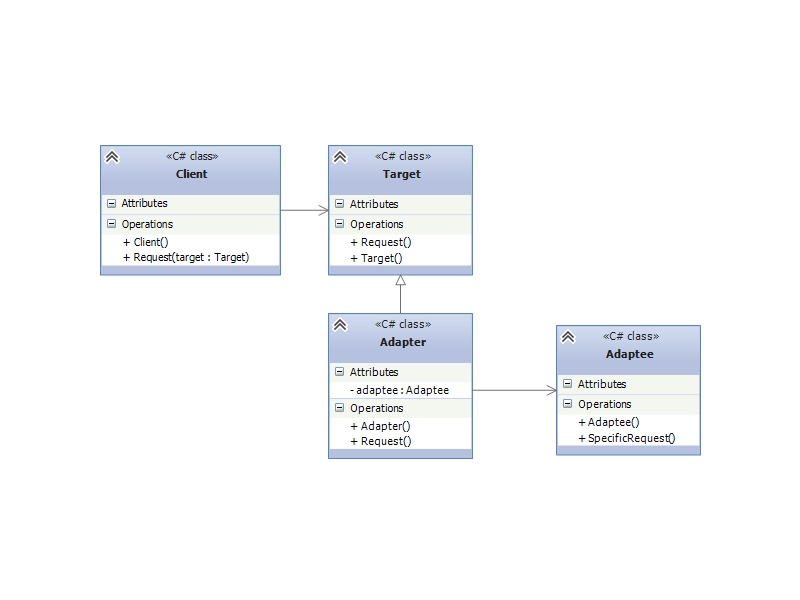 «C# class»
Client
Attributes
Operations
+ Client()
+ Request(target : Target)
«C# class»
Target
Attributes
Operations
+ Request()
+ Target()
«C# class»
Adapter
Attributes
- adaptee : Adaptee
Operations
+ Adapter()
+ Request()
«C# class»
Adaptee
Attributes
Operations
+ Adaptee()
+ SpecificRequest()